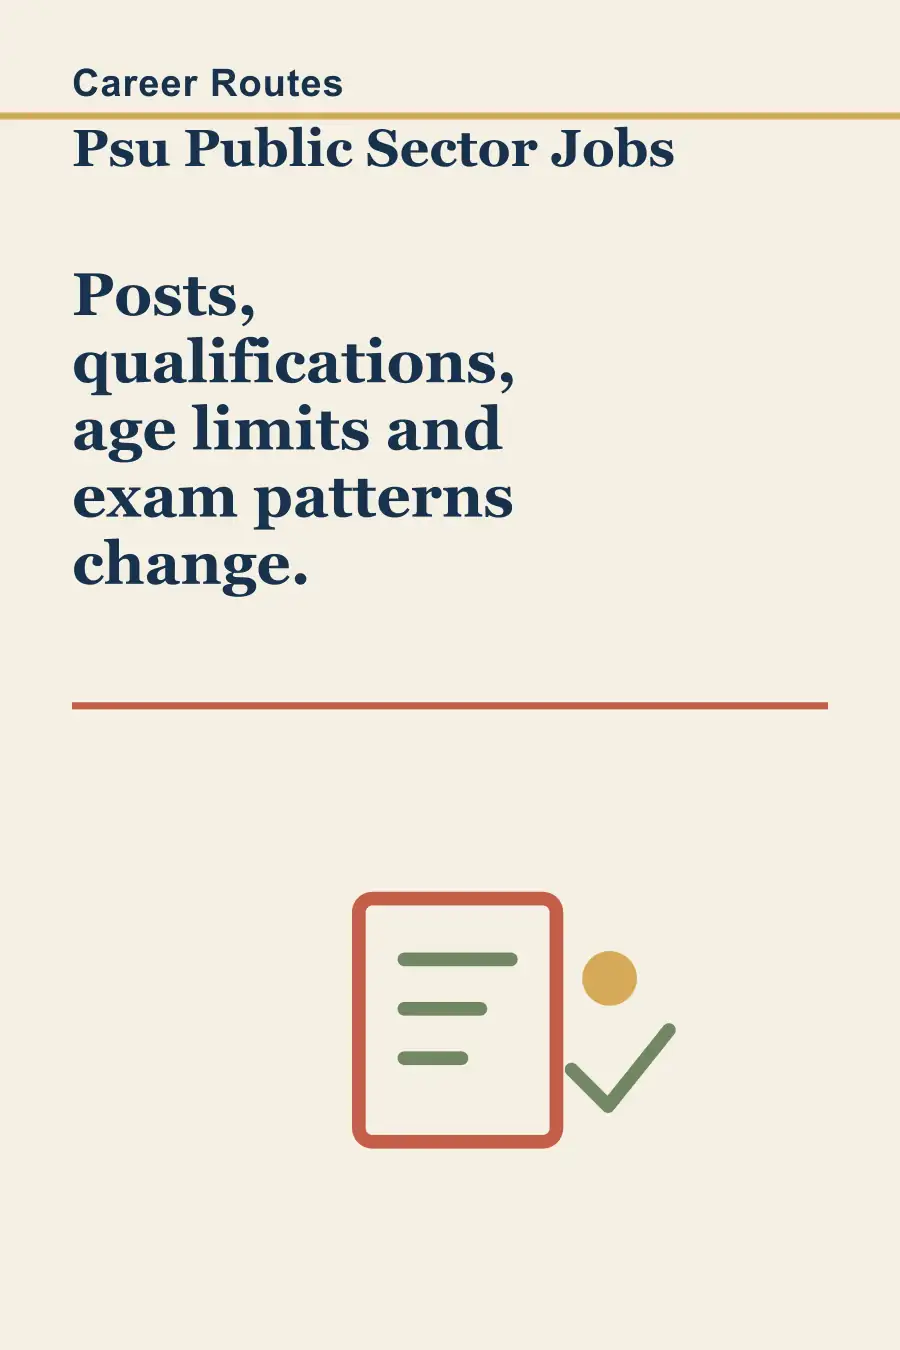 Career Routes
Psu Public Sector Jobs
Posts,
qualifications,
age limits and
exam patterns
change.